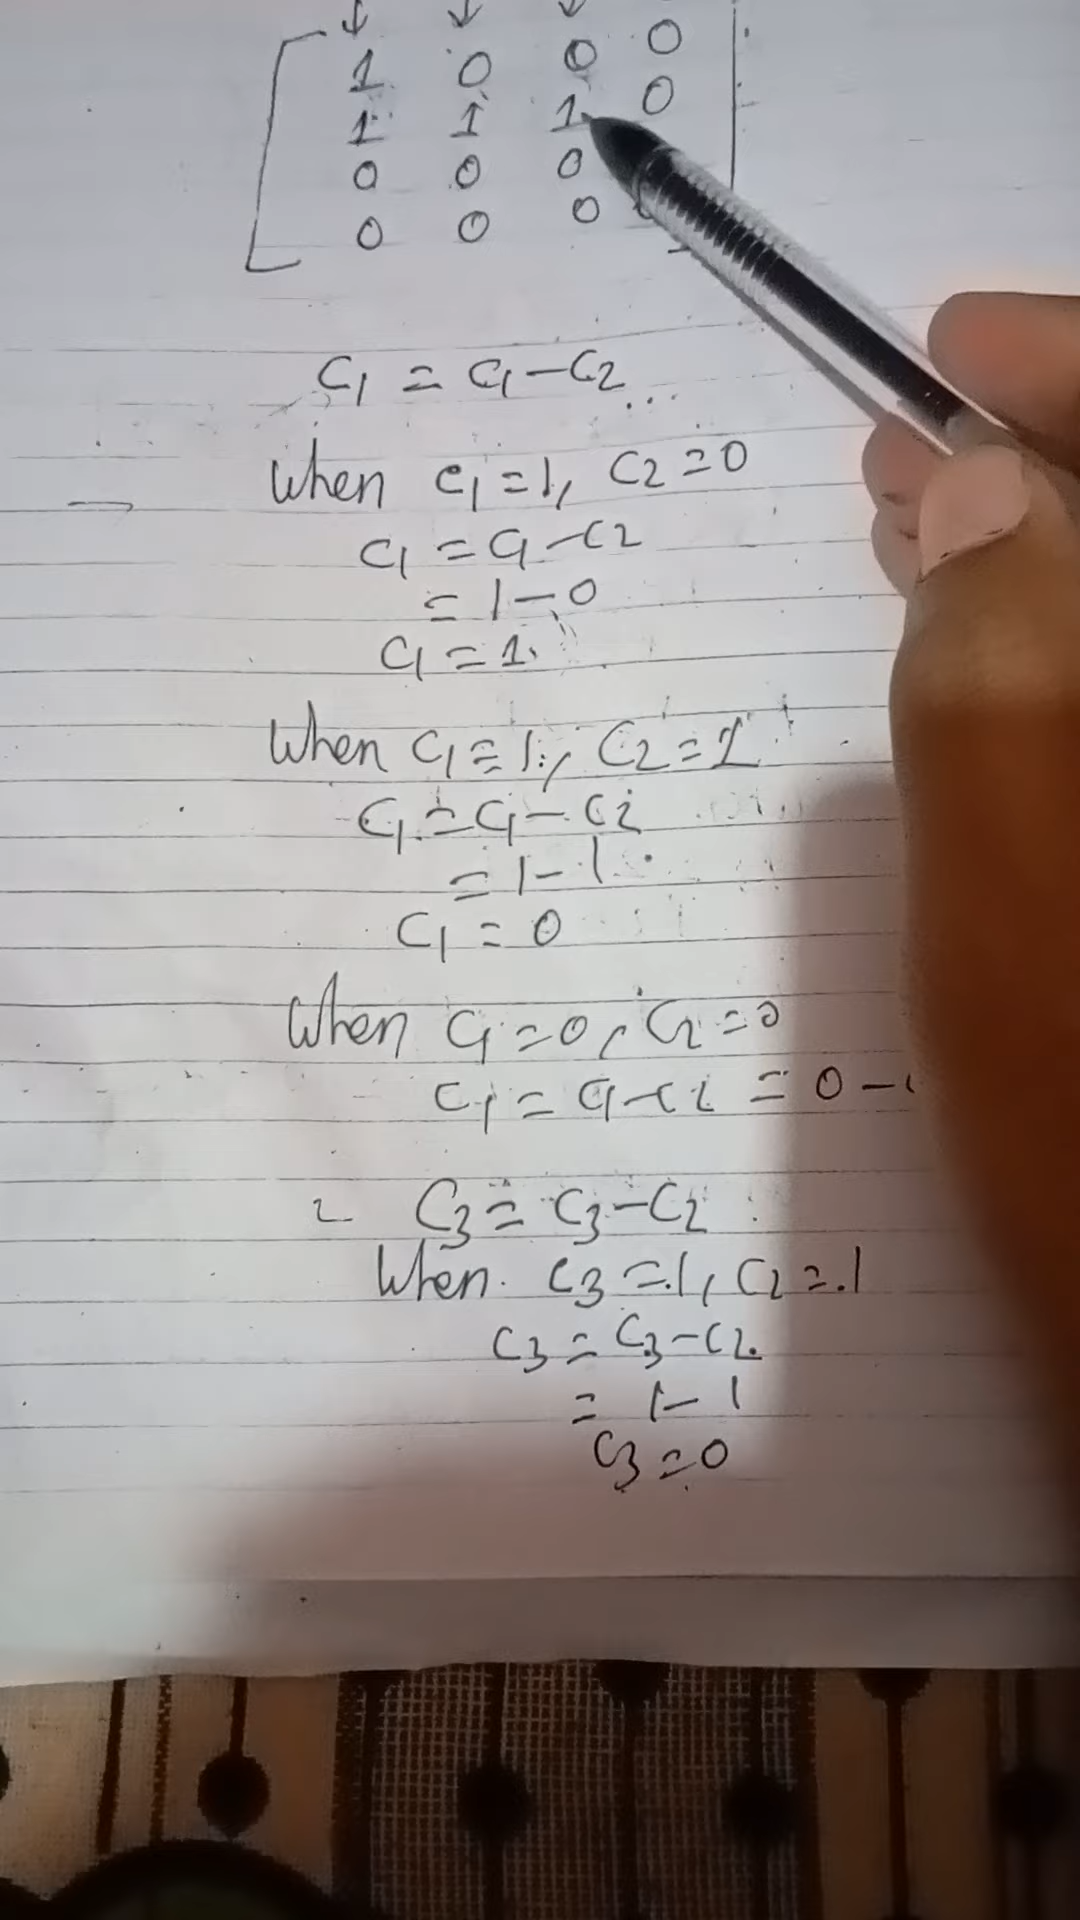 1 0 0 0
1 1 1 0
0 0 0
0 0 0
C1 = C1 - C2
When C1 = 1, C2 = 0
C1 = C1 - C2
= 1 - 0
C1 = 1.
When C1 = 1, C2 = 1
C1 = C1 - C2
= 1 - 1
C1 = 0
When C1 = 0, C2 = 0
C1 = C1 - C2 = 0 -
2 C3 = C3 - C2
When C3 = 1, C2 = 1
C3 = C3 - C2
= 1 - 1
C3 = 0